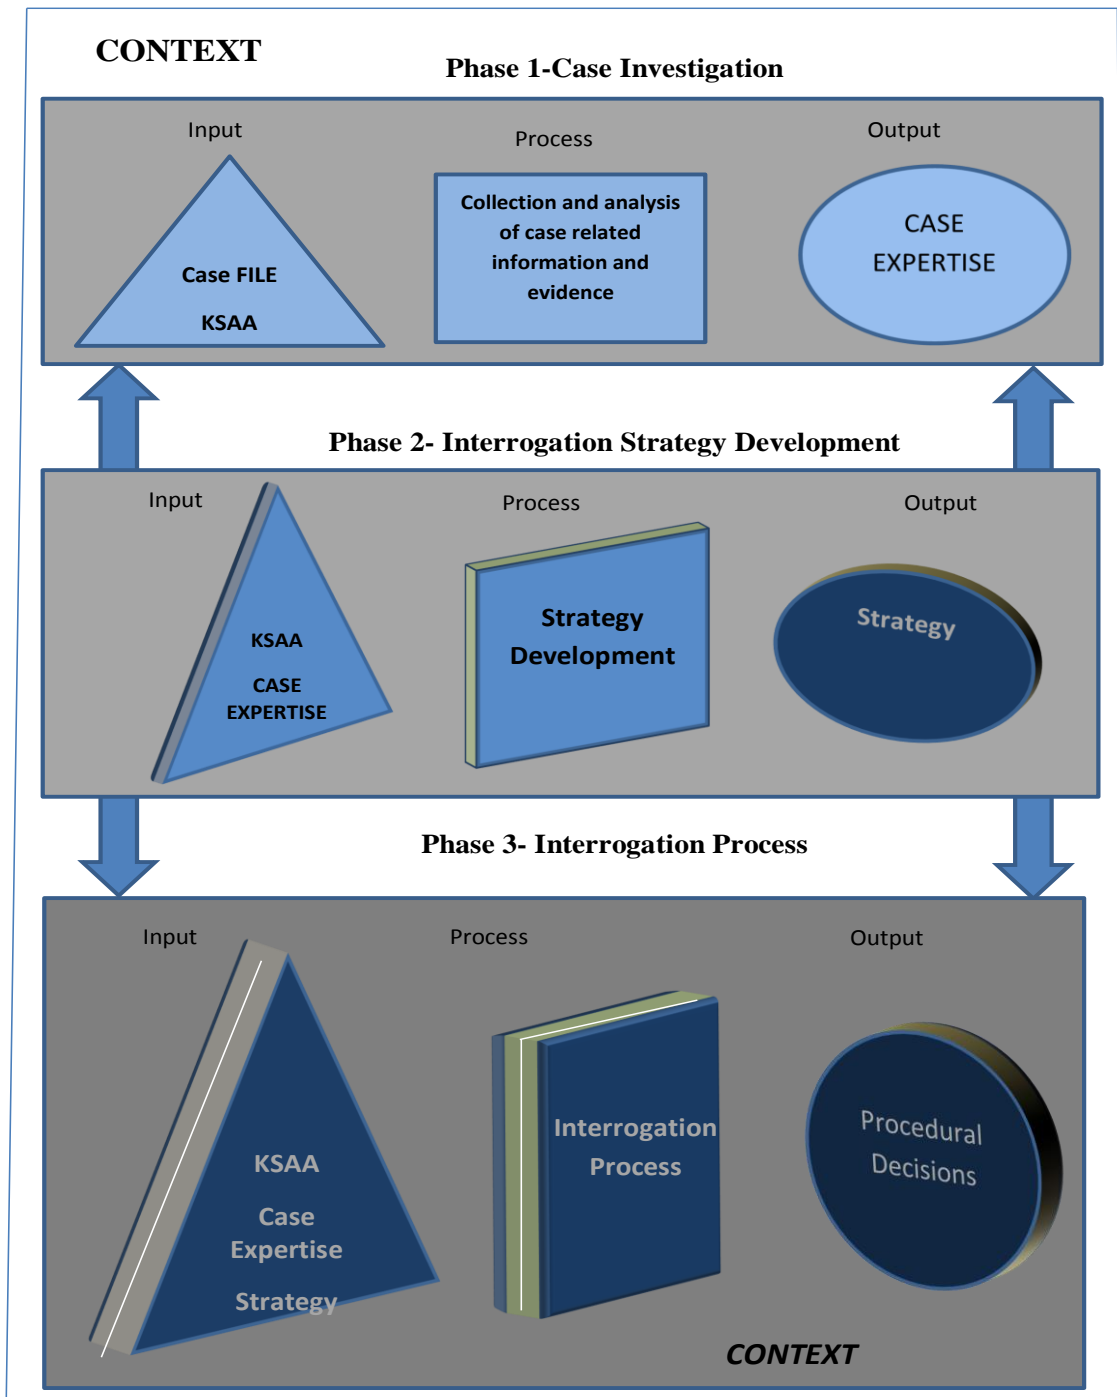 CONTEXT
Phase 1-Case Investigation
Input
Process
Output
Case FILE
KSAA
Collection and analysis
of case related
information and
evidence
CASE
EXPERTISE
Phase 2- Interrogation Strategy Development
Input
Process
Output
KSAA
CASE
EXPERTISE
Strategy
Development
Strategy
Phase 3- Interrogation Process
Input
Process
Output
KSAA
Case
Expertise
Strategy
Interrogation
Process
Procedural
Decisions
CONTEXT